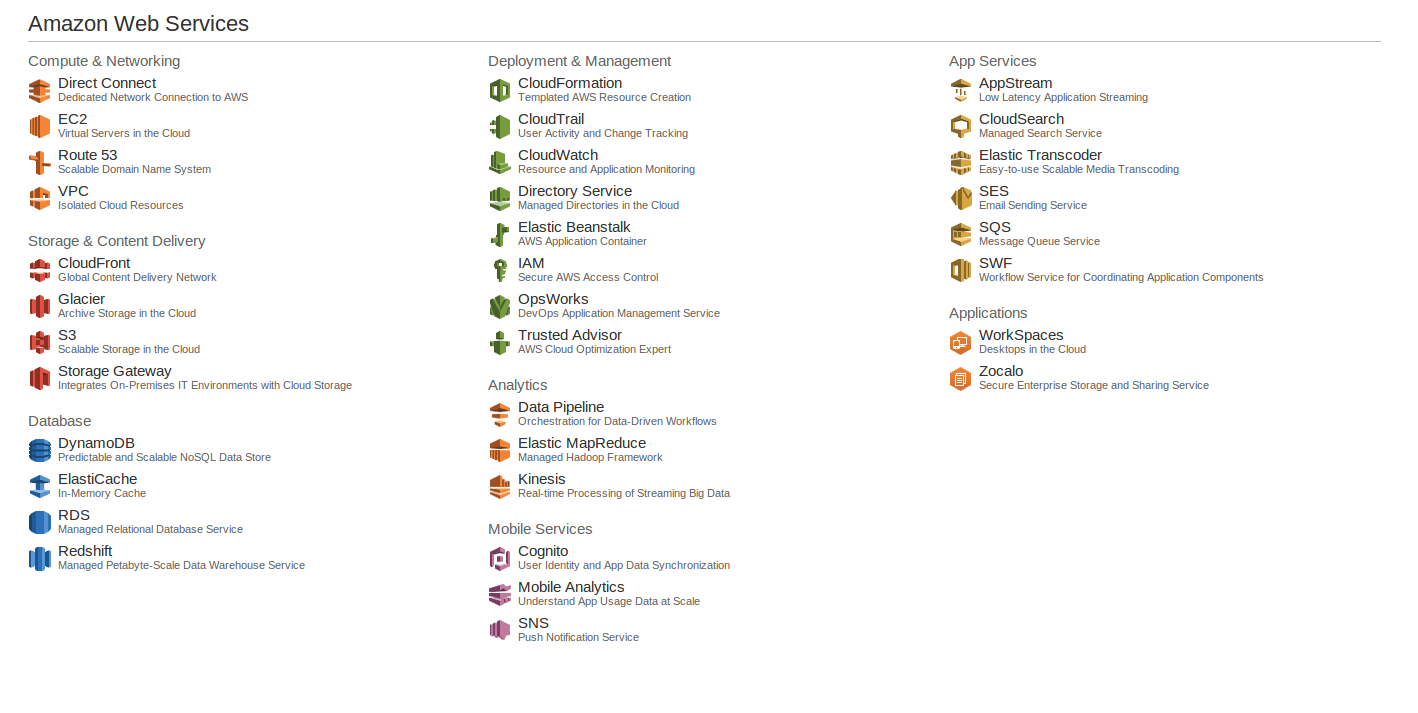 Amazon Web Services
Compute & Networking
Direct Connect
Dedicated Network Connection to AWS
EC2
Virtual Servers in the Cloud
Route 53
Scalable Domain Name System
VPC
Isolated Cloud Resources
Storage & Content Delivery
CloudFront
Global Content Delivery Network
Glacier
Archive Storage in the Cloud
S3
Scalable Storage in the Cloud
Storage Gateway
Integrates On-Premises IT Environments with Cloud Storage
Database
DynamoDB
Predictable and Scalable NoSQL Data Store
ElastiCache
In-Memory Cache
RDS
Managed Relational Database Service
Redshift
Managed Petabyte-Scale Data Warehouse Service
Deployment & Management
CloudFormation
Templated AWS Resource Creation
CloudTrail
User Activity and Change Tracking
CloudWatch
Resource and Application Monitoring
Directory Service
Managed Directories in the Cloud
Elastic Beanstalk
AWS Application Container
IAM
Secure AWS Access Control
OpsWorks
DevOps Application Management Service
Trusted Advisor
AWS Cloud Optimization Expert
Analytics
Data Pipeline
Orchestration for Data-Driven Workflows
Elastic MapReduce
Managed Hadoop Framework
Kinesis
Real-time Processing of Streaming Big Data
Mobile Services
Cognito
User Identity and App Data Synchronization
Mobile Analytics
Understand App Usage Data at Scale
SNS
Push Notification Service
App Services
AppStream
Low Latency Application Streaming
CloudSearch
Managed Search Service
Elastic Transcoder
Easy-to-use Scalable Media Transcoding
SES
Email Sending Service
SQS
Message Queue Service
SWF
Workflow Service for Coordinating Application Components
Applications
WorkSpaces
Desktops in the Cloud
Zocalo
Secure Enterprise Storage and Sharing Service